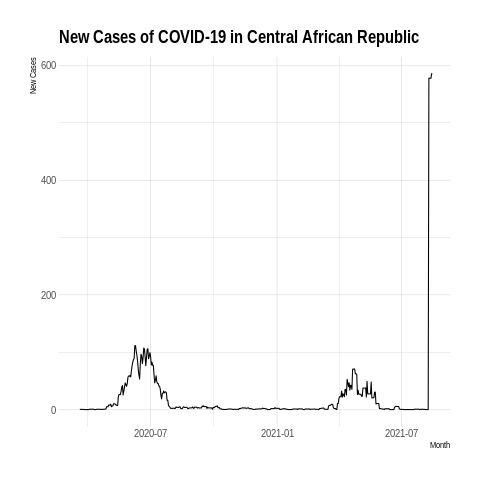 New Cases of COVID-19 in Central African Republic
New Cases
600
400
200
0
2020-07
2021-01
2021-07
Month